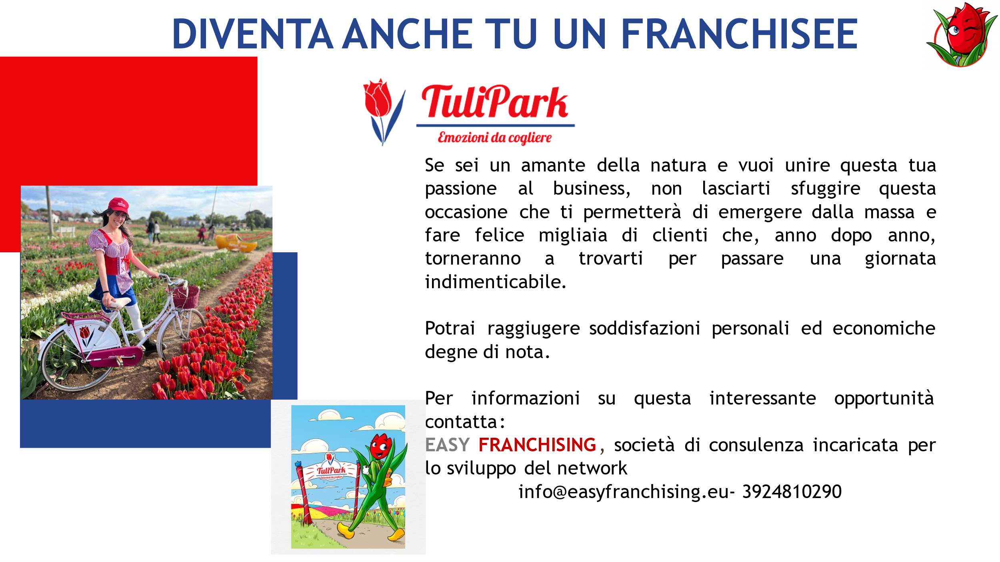 DIVENTA ANCHE TU UN FRANCHISEE
TuliPark
Emozioni da cogliere
Se sei un amante della natura e vuoi unire questa tua
passione al business, non lasciarti sfuggire questa
occasione che ti permetterà di emergere dalla massa e
fare felice migliaia di clienti che, anno dopo anno,
torneranno a trovarti per passare una giornata
indimenticabile.
Potrai raggiugere soddisfazioni personali ed economiche
degne di nota.
Per informazioni su questa interessante opportunità
contatta:
EASY FRANCHISING, società di consulenza incaricata per
lo sviluppo del network
info@easyfranchising.eu- 3924810290
TuliPark
TuliPark
Emozioni da cogliere